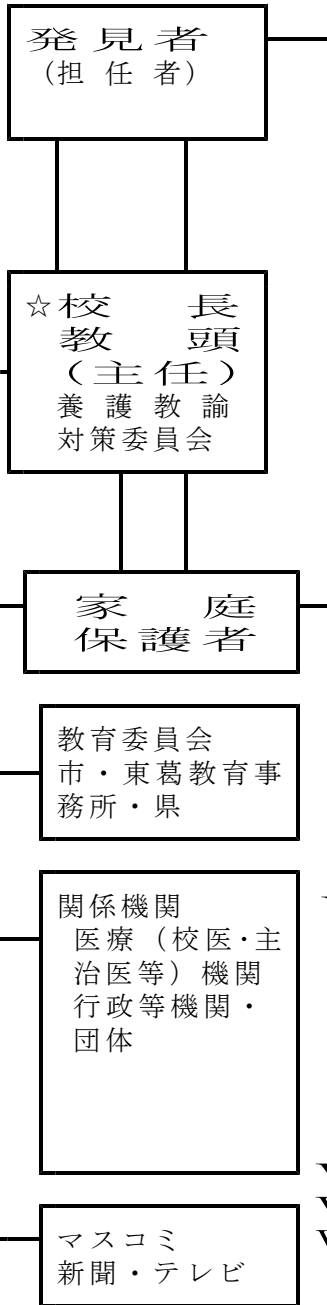 発見者
（担任者）
☆校長
教頭
（主任）
養護教諭
対策委員会
家庭
保護者
教育委員会
市・東葛教育事
務所・県
関係機関
医療（校医・主
治医等）機関
行政等機関・
団体
マスコミ
新聞・テレビ